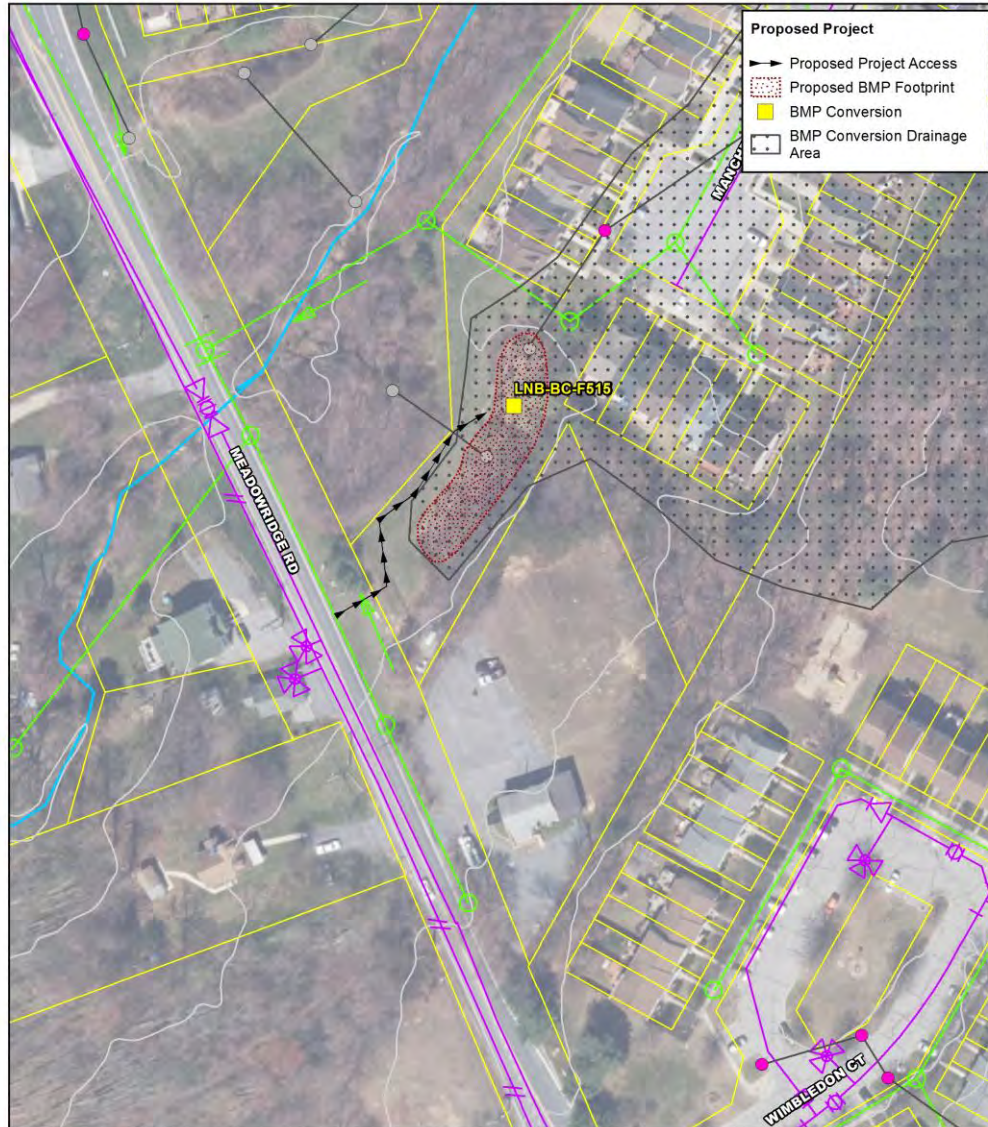 Proposed Project
Proposed Project Access
Proposed BMP Footprint
BMP Conversion
BMP Conversion Drainage
Area
LNB-BC-F515
MEADOWRIDGE RD
WIMBLEDON CT